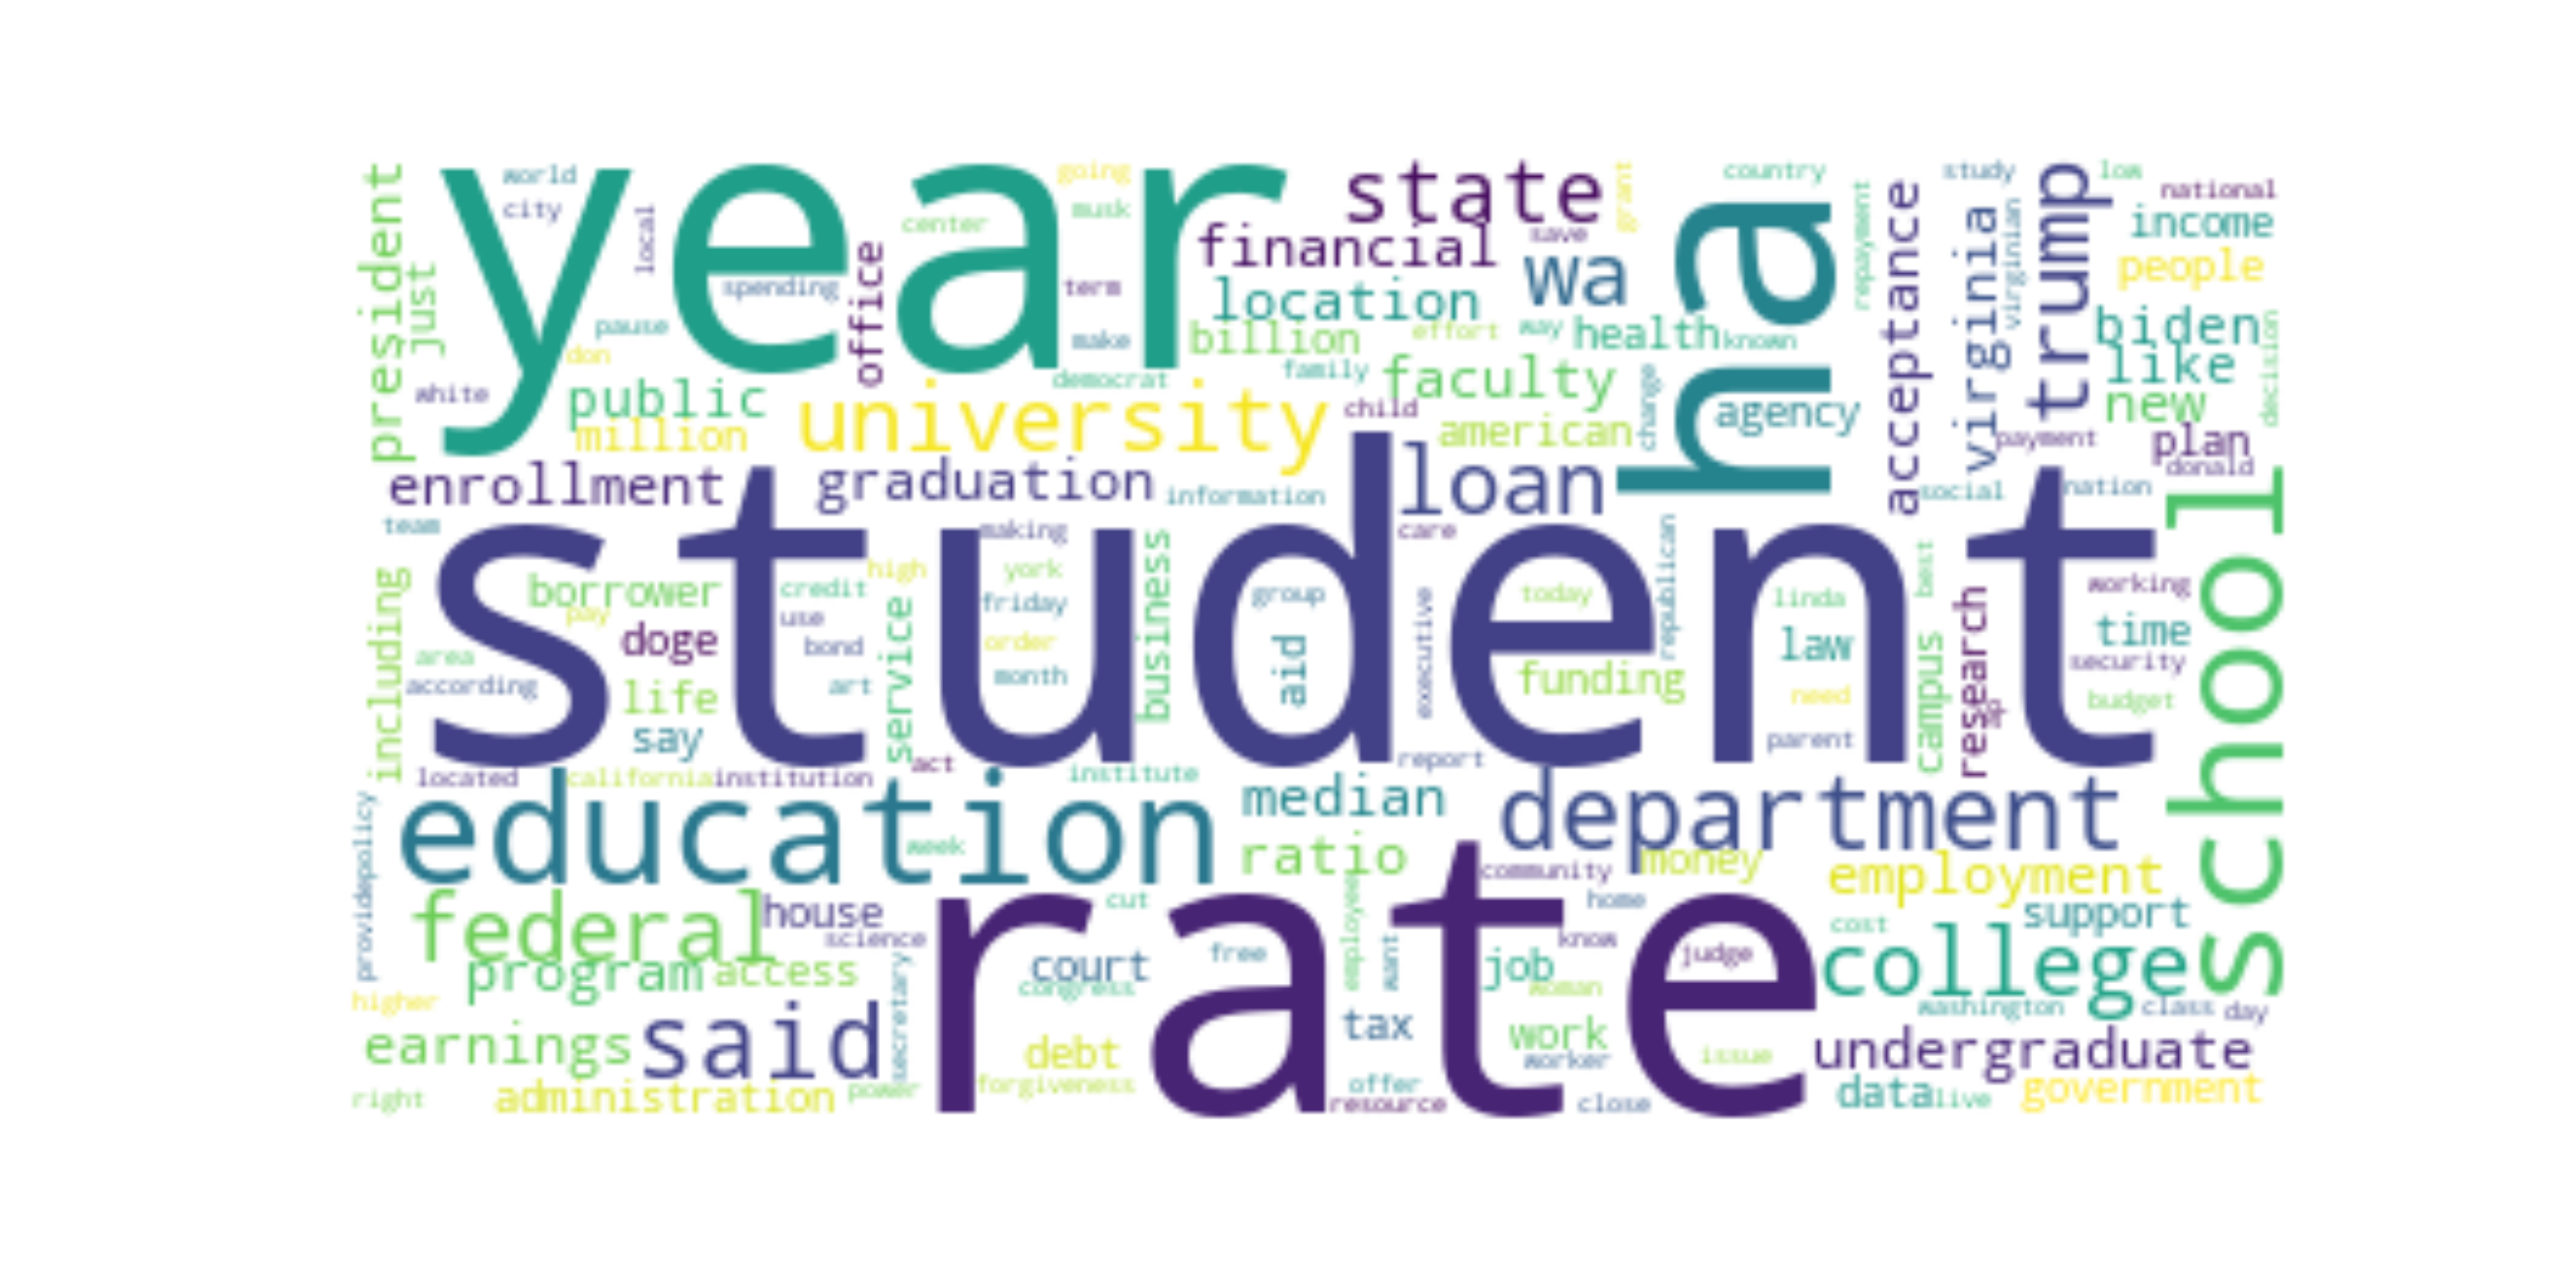 year
student
rate
ha
education
school
university
department
federal
college
said
state
loan
trump
financial
wa
location
billion
health
faculty
american
agency
acceptance
virginia
virginian
president
just
world
city
local
going
musk
center
spending
office
term
make
pause
don
white
public
million
democrat
family
effort
way
known
save
grant
country
repayment
study
low
national
income
people
biden
like
new
decision
plan
donald
payment
nation
social
child
change
enrollment
graduation
information
team
making
care
borrower
pay
credit
high
use
york
friday
order
month
business
group
aid
executive
today
republican
funding
linda
law
need
parent
best
campus
research
working
time
security
budget
including
area
according
doge
life
say
bond
art
service
located
california
institution
act
institute
report
median
ratio
week
community
money
employment
support
provide
policy
house
science
program
access
cut
court
congress
free
employee
want
home
know
judge
job
woman
cost
washington
class
day
higher
earnings
secretary
debt
forgiveness
tax
work
worker
issue
undergraduate
right
administration
power
offer
resource
close
data
live
government